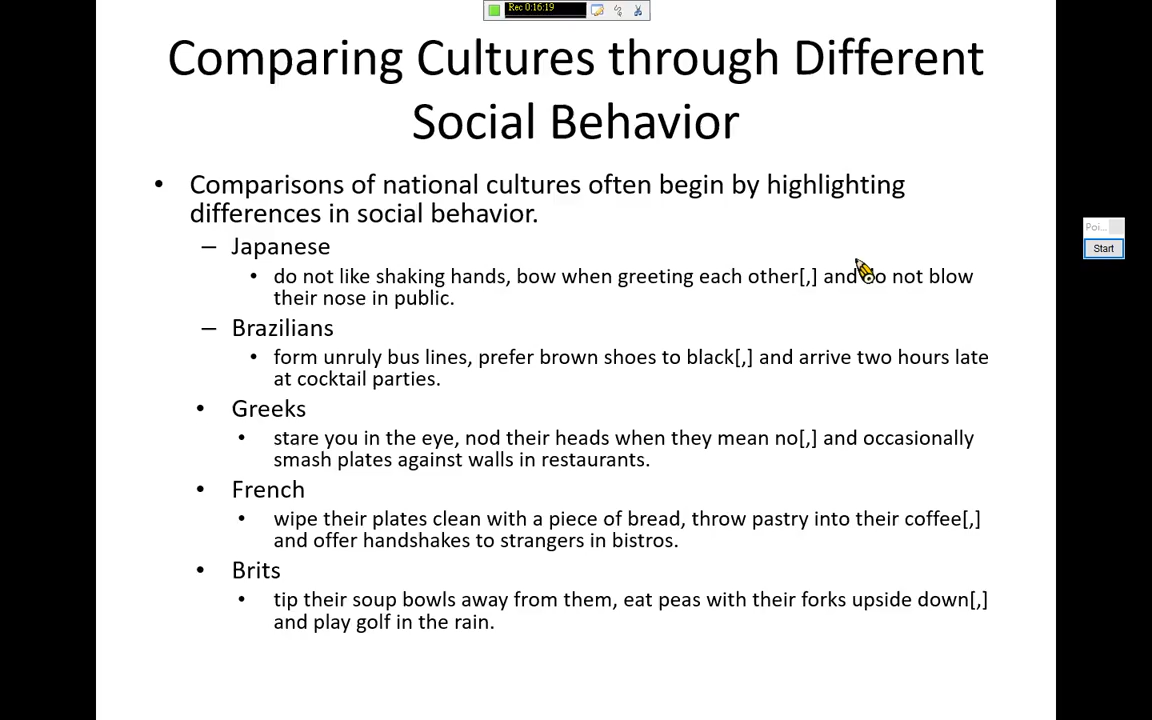 Rec 0:16:19
Comparing Cultures through Different
Social Behavior
• Comparisons of national cultures often begin by highlighting
differences in social behavior.
– Japanese
• do not like shaking hands, bow when greeting each other[,] and do not blow
their nose in public.
– Brazilians
• form unruly bus lines, prefer brown shoes to black[,] and arrive two hours late
at cocktail parties.
• Greeks
• stare you in the eye, nod their heads when they mean no[,] and occasionally
smash plates against walls in restaurants.
• French
• wipe their plates clean with a piece of bread, throw pastry into their coffee[,]
and offer handshakes to strangers in bistros.
• Brits
• tip their soup bowls away from them, eat peas with their forks upside down[,]
and play golf in the rain.
Poi...
Start